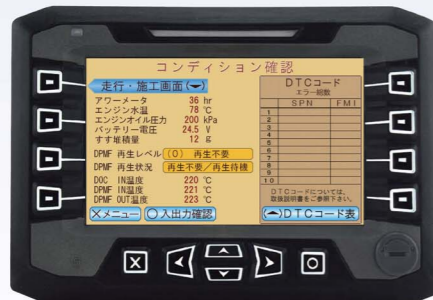 コンディション確認
走行・施工画面(▼)
アワーメータ 36 hr
エンジン水温 78 ℃
エンジンオイル圧力 200 kPa
バッテリー電圧 24.5 V
すす堆積量 12 g
DPMF 再生レベル (0) 再生不要
DPMF 再生状況 再生不要/再生待機
DOC IN温度 220 ℃
DPMF IN温度 221 ℃
DPMF OUT温度 223 ℃
Xメニュー
○入出力確認
DTCコード
エラー総数
SPN FMI
1
2
3
4
5
6
7
8
9
10
DTCコードについては、
取扱説明書をご参照下さい。
(▲)DTCコード表